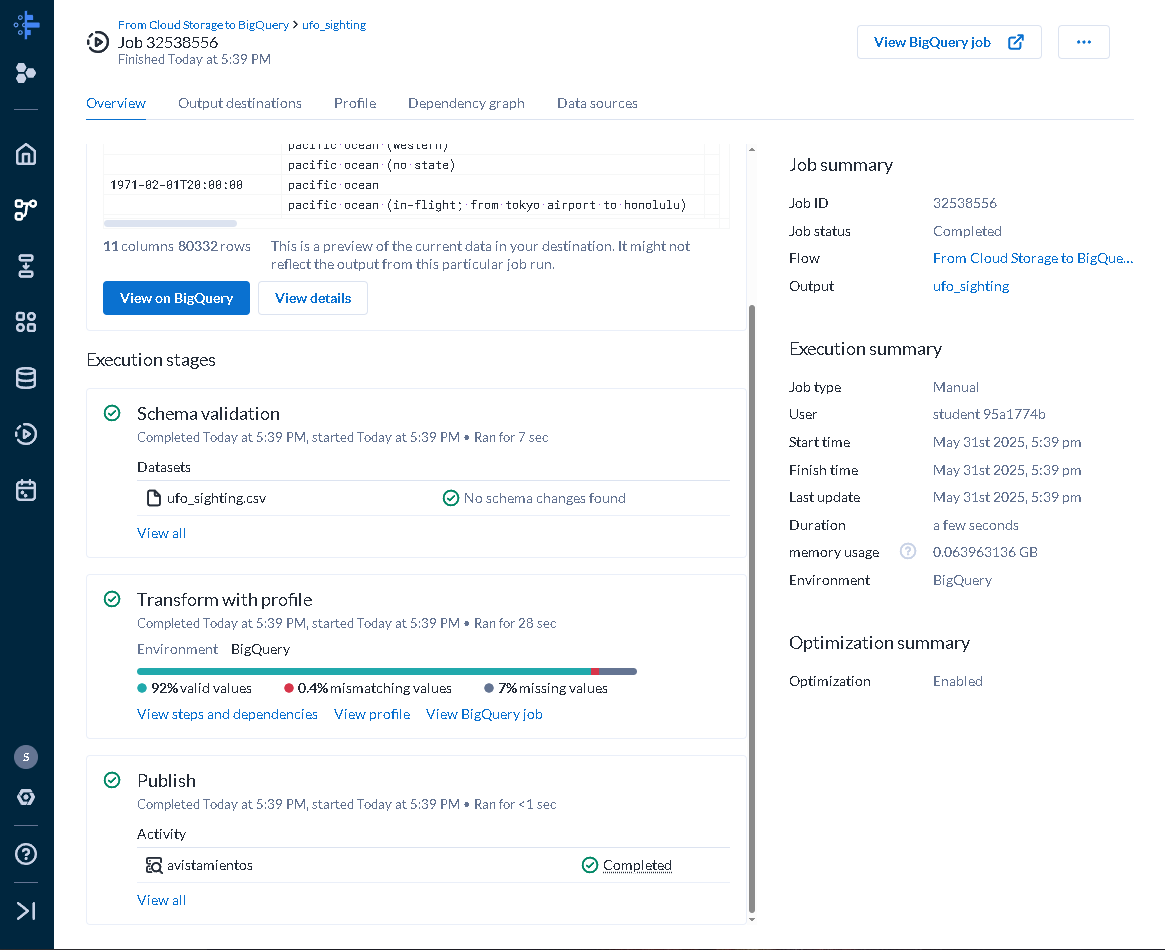 From Cloud Storage to BigQuery > ufo_sighting
Job 32538556
Finished Today at 5:39 PM
View BigQuery job
...
Overview
Output destinations
Profile
Dependency graph
Data sources
pacific·ocean·(western)
pacific·ocean·(no·state)
1971-02-01T20:00:00
pacific·ocean
pacific·ocean·(in-flight;·from·tokyo·airport·to·honolulu)
11 columns 80332 rows
This is a preview of the current data in your destination. It might not
reflect the output from this particular job run.
View on BigQuery
View details
Execution stages
Schema validation
Completed Today at 5:39 PM, started Today at 5:39 PM • Ran for 7 sec
Datasets
ufo_sighting.csv
No schema changes found
View all
Transform with profile
Completed Today at 5:39 PM, started Today at 5:39 PM • Ran for 28 sec
Environment BigQuery
92% valid values
0.4% mismatching values
7% missing values
View steps and dependencies
View profile
View BigQuery job
Publish
Completed Today at 5:39 PM, started Today at 5:39 PM • Ran for <1 sec
Activity
avistamientos
Completed
View all
Job summary
Job ID 32538556
Job status Completed
Flow From Cloud Storage to BigQue...
Output ufo_sighting
Execution summary
Job type Manual
User student 95a1774b
Start time May 31st 2025, 5:39 pm
Finish time May 31st 2025, 5:39 pm
Last update May 31st 2025, 5:39 pm
Duration a few seconds
memory usage ? 0.063963136 GB
Environment BigQuery
Optimization summary
Optimization Enabled
S